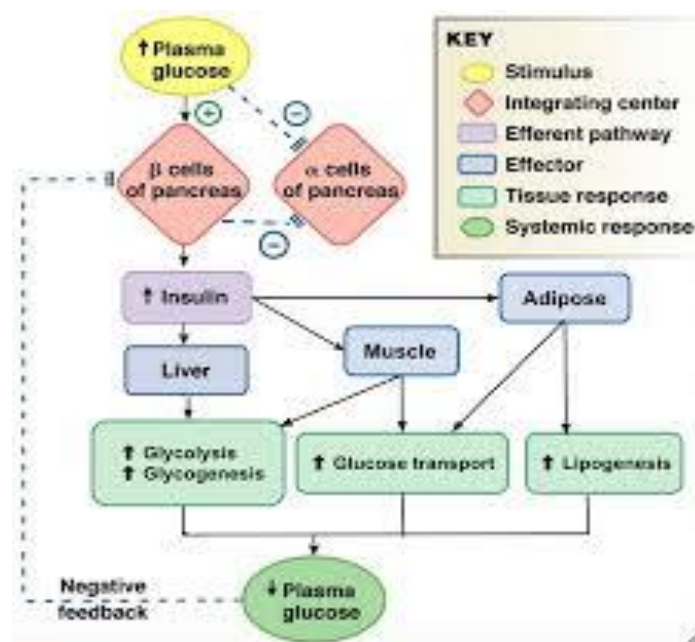 ↑ Plasma
glucose
+
−
β cells
of pancreas
α cells
of pancreas
−
↑ Insulin
Adipose
Liver
Muscle
↑ Glycolysis
↑ Glycogenesis
↑ Glucose transport
↑ Lipogenesis
Negative
feedback
↓ Plasma
glucose
KEY
Stimulus
Integrating center
Efferent pathway
Effector
Tissue response
Systemic response